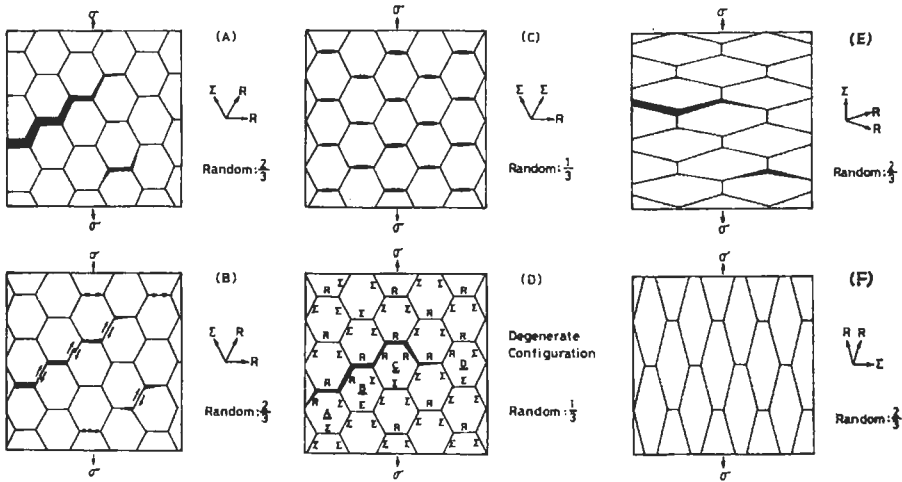 σ
(A)
Σ R
R
Random: 2/3
σ
σ
(C)
Σ Σ
R
Random: 1/3
σ
σ
(E)
Σ
R
R
Random: 2/3
σ
σ
(B)
Σ R
R
Random: 2/3
σ
σ
(D)
Degenerate
Configuration
Random: 1/3
R Σ Σ R Σ Σ R
Σ Σ R Σ Σ R Σ Σ
R R R R
Σ Σ C Σ Σ D
R Σ B Σ Σ
R Σ Σ R
R A Σ Σ Σ R Σ
Σ Σ R Σ Σ R Σ
σ
σ
(F)
R R
Σ
Random: 2/3
σ